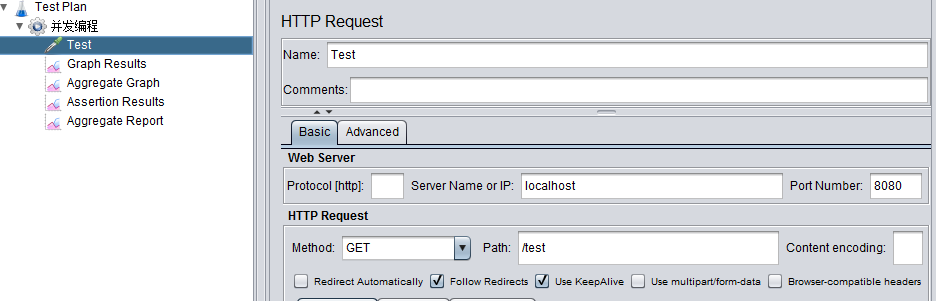 Test Plan
并发编程
Test
Graph Results
Aggregate Graph
Assertion Results
Aggregate Report
HTTP Request
Name: Test
Comments:
Basic Advanced
Web Server
Protocol [http]: Server Name or IP: localhost Port Number: 8080
HTTP Request
Method: GET Path: /test Content encoding:
Redirect Automatically Follow Redirects Use KeepAlive Use multipart/form-data Browser-compatible headers